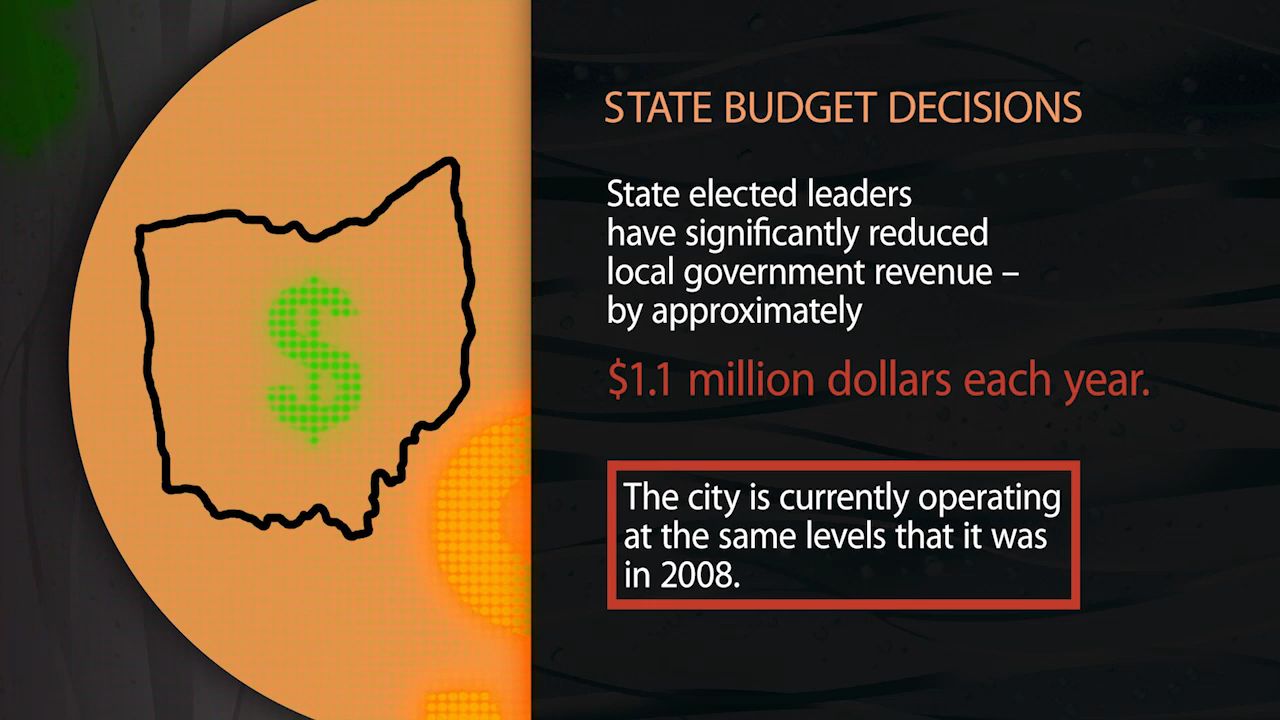 STATE BUDGET DECISIONS
State elected leaders
have significantly reduced
local government revenue –
by approximately
$1.1 million dollars each year.
The city is currently operating
at the same levels that it was
in 2008.
$